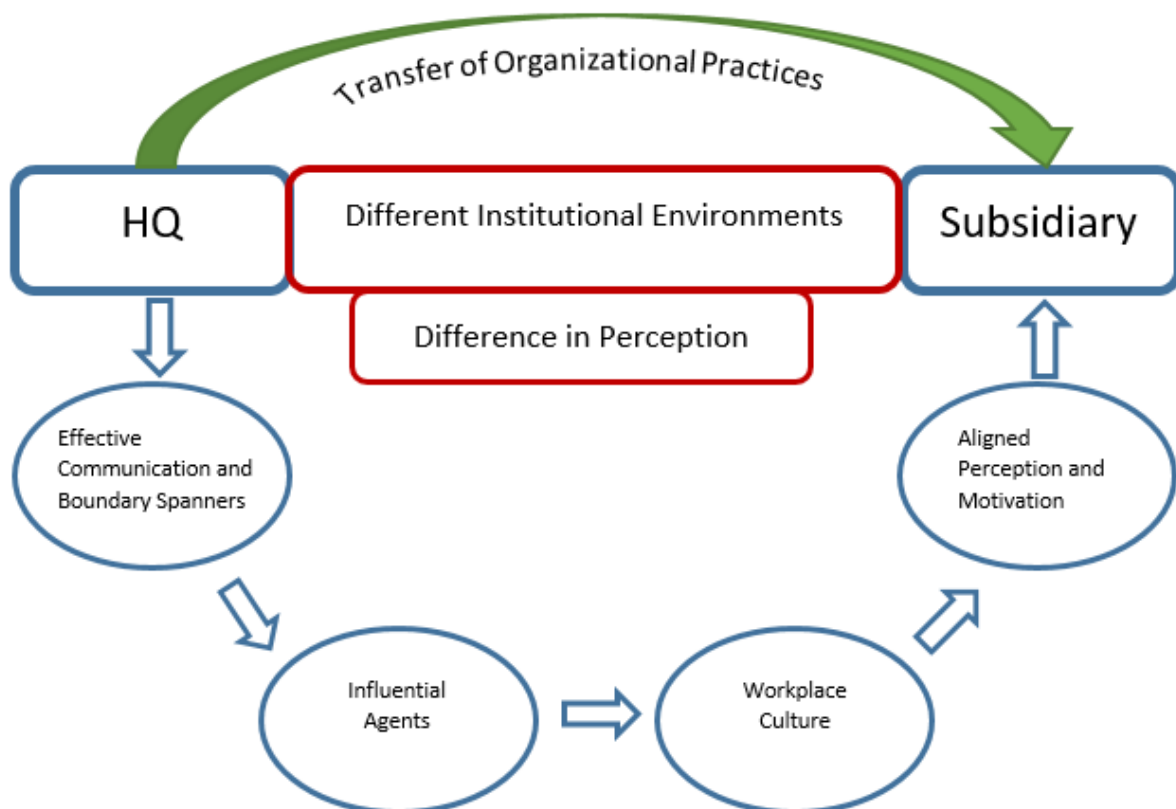 Transfer of Organizational Practices
HQ
Different Institutional Environments
Subsidiary
Difference in Perception
Effective
Communication and
Boundary Spanners
Aligned
Perception and
Motivation
Influential
Agents
Workplace
Culture